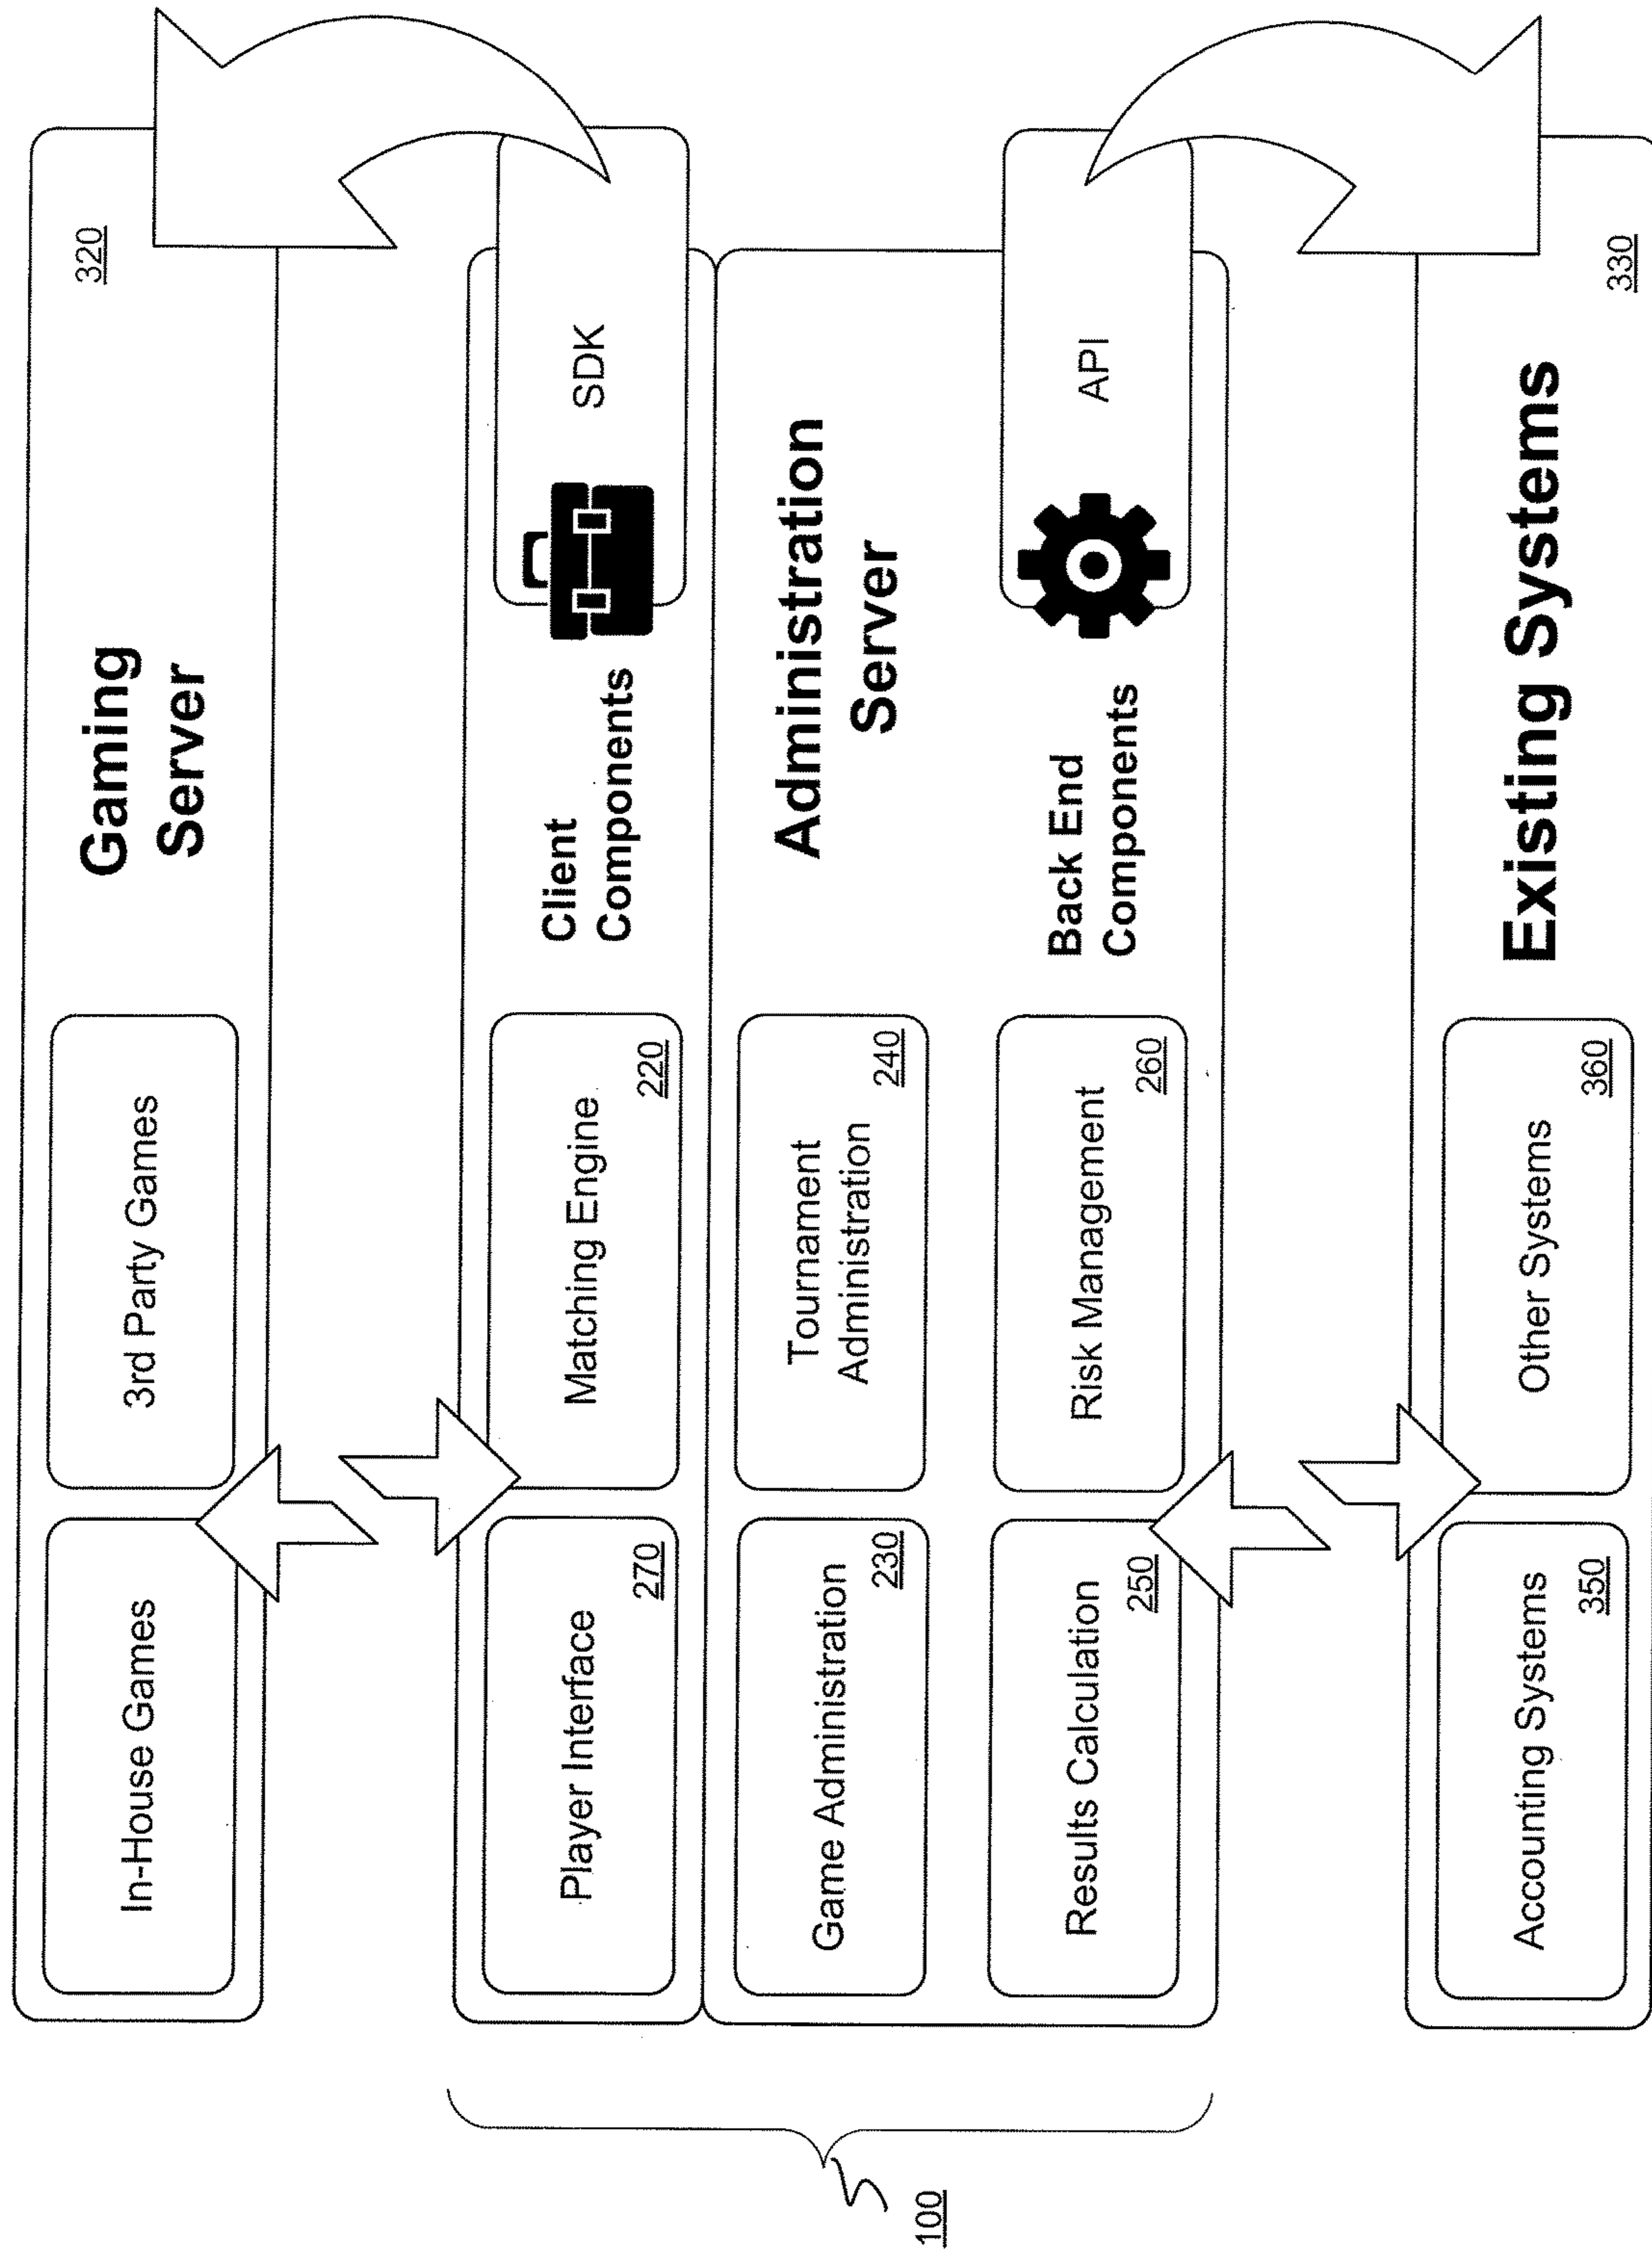 In-House Games
3rd Party Games
Gaming
Server
320
Player Interface
270
Matching Engine
220
Client
Components
SDK
Game Administration
230
Tournament
Administration
240
Administration
Server
Results Calculation
250
Risk Management
260
Back End
Components
API
Accounting Systems
350
Other Systems
360
Existing Systems
330
100